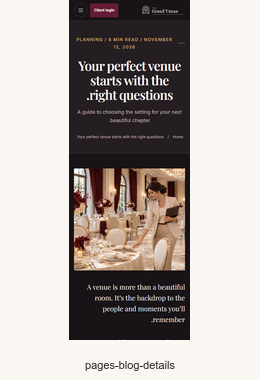 Client login
Grand Venue
PLANNING / 8 MIN READ / NOVEMBER
12, 2026
Your perfect venue
starts with the
.right questions
A guide to choosing the setting for your next
.beautiful chapter
Your perfect venue starts with the right questions / Home
A venue is more than a beautiful
room. It's the backdrop to the
people and moments you'll
.remember
pages-blog-details